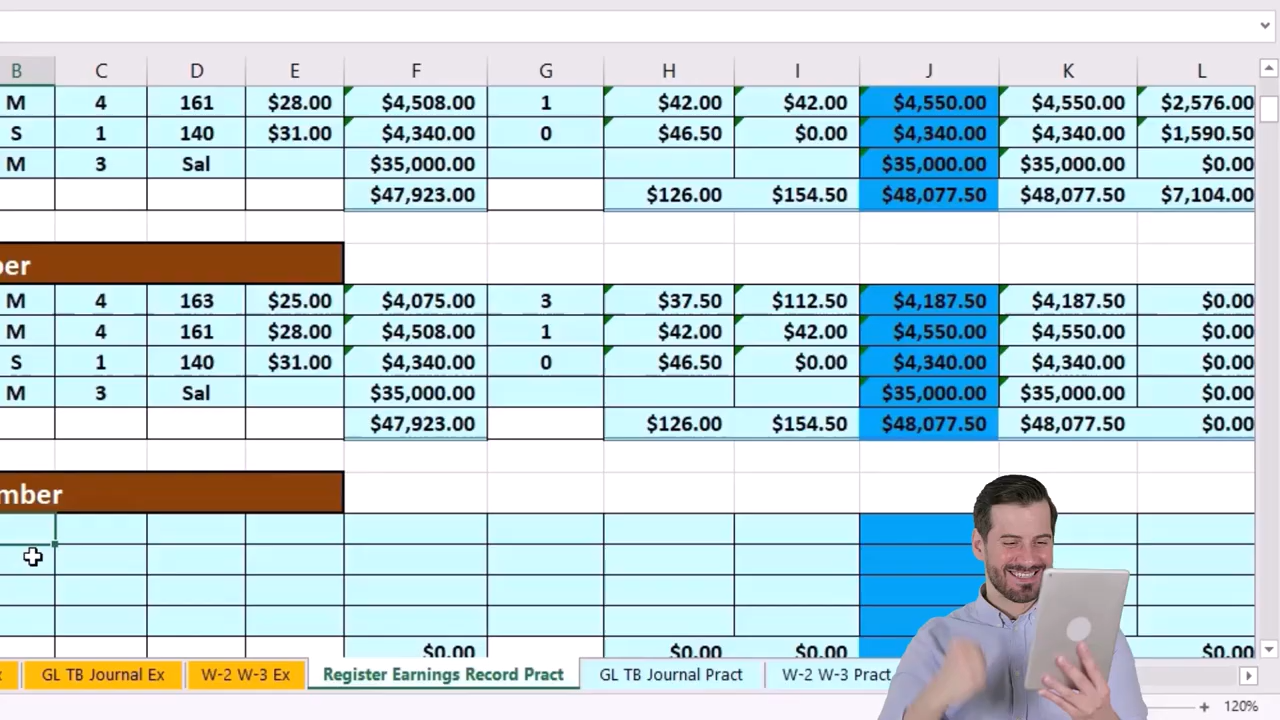 B C D E F G H I J K L
M 4 161 $28.00 $4,508.00 1 $42.00 $42.00 $4,550.00 $4,550.00 $2,576.00
S 1 140 $31.00 $4,340.00 0 $46.50 $0.00 $4,340.00 $4,340.00 $1,590.50
M 3 Sal $35,000.00 $35,000.00 $35,000.00 $0.00
$47,923.00 $126.00 $154.50 $48,077.50 $48,077.50 $7,104.00
ber
M 4 163 $25.00 $4,075.00 3 $37.50 $112.50 $4,187.50 $4,187.50 $0.00
M 4 161 $28.00 $4,508.00 1 $42.00 $42.00 $4,550.00 $4,550.00 $0.00
S 1 140 $31.00 $4,340.00 0 $46.50 $0.00 $4,340.00 $4,340.00 $0.00
M 3 Sal $35,000.00 $35,000.00 $35,000.00 $0.00
$47,923.00 $126.00 $154.50 $48,077.50 $48,077.50 $0.00
mber
$0.00 $0.00 $0.00 $0.00
x GL TB Journal Ex W-2 W-3 Ex Register Earnings Record Pract GL TB Journal Pract W-2 W-3 Pract
120%